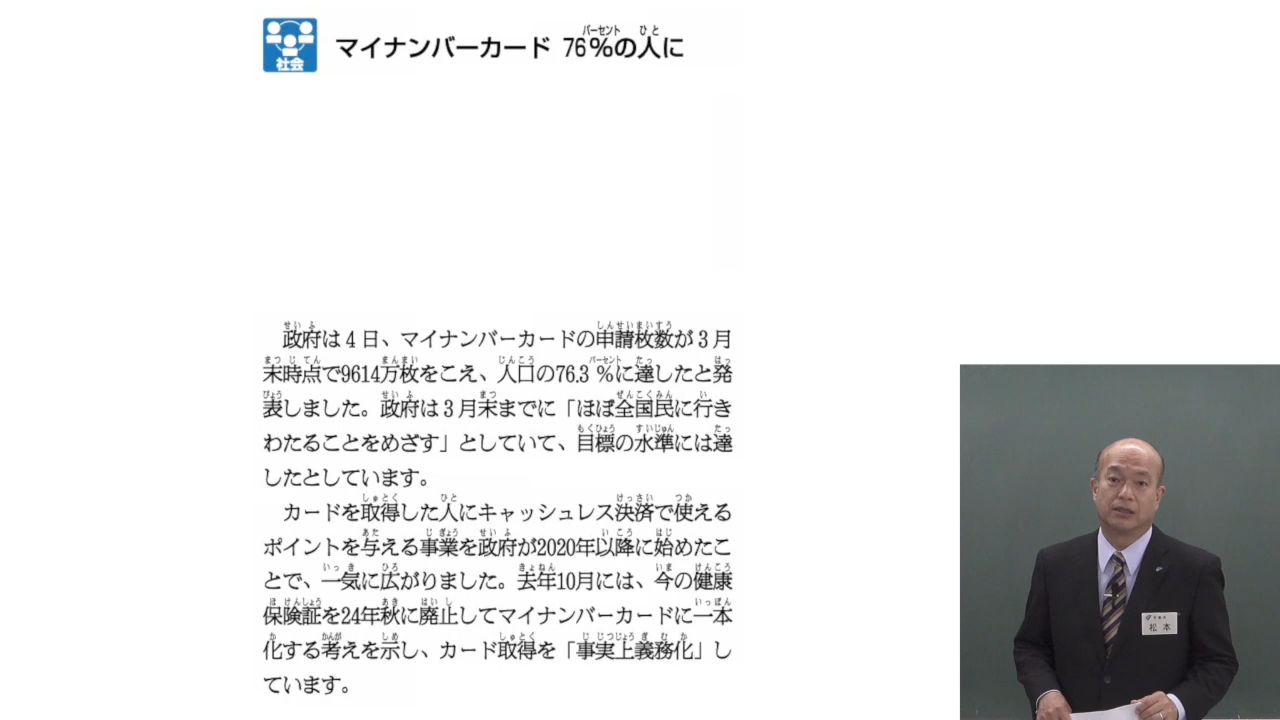 社会
マイナンバーカード 76%の人に
政府は4日、マイナンバーカードの申請枚数が3月
末時点で9614万枚をこえ、人口の76.3%に達したと発
表しました。政府は3月末までに「ほぼ全国民に行き
わたることをめざす」としていて、目標の水準には達
したとしています。
カードを取得した人にキャッシュレス決済で使える
ポイントを与える事業を政府が2020年以降に始めたこ
とで、一気に広がりました。去年10月には、今の健康
保険証を24年秋に廃止してマイナンバーカードに一本
化する考えを示し、カード取得を「事実上義務化」し
ています。
松本